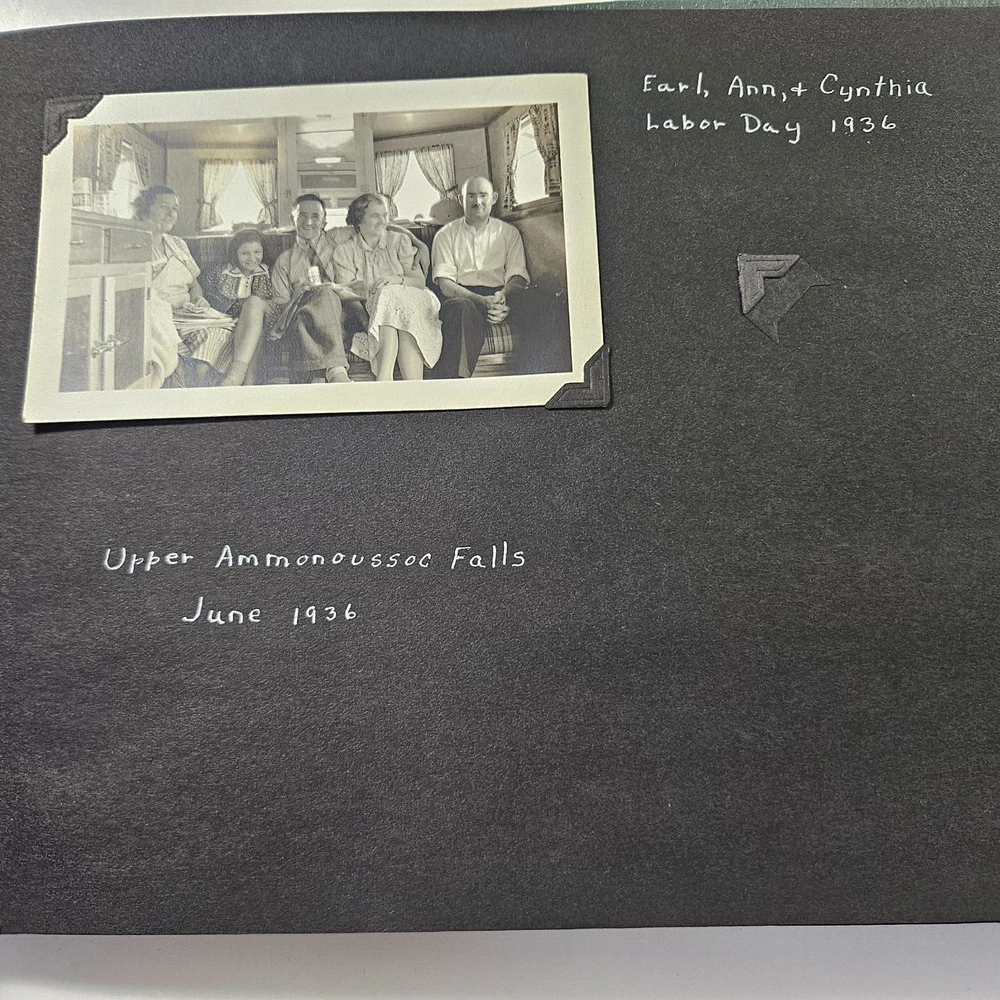 Earl, Ann, + Cynthia
Labor Day 1936
Upper Ammonoussoc Falls
June 1936